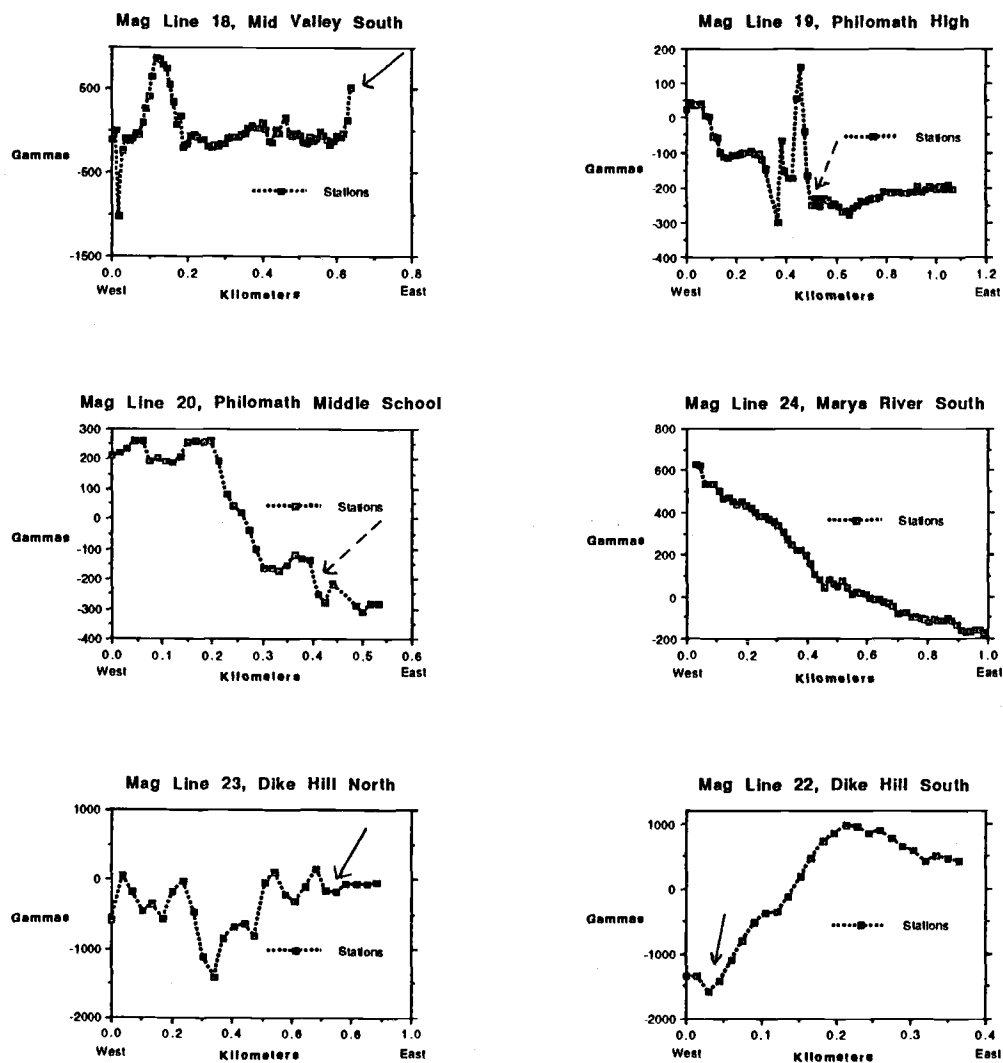 Mag Line 18, Mid Valley South
500
-500
-1500
Gammas
Stations
0.0 0.2 0.4 0.6 0.8
West Kilometers East
Mag Line 19, Philomath High
200
100
0
-100
-200
-300
-400
Gammas
Stations
0.0 0.2 0.4 0.6 0.8 1.0 1.2
West Kilometers East
Mag Line 20, Philomath Middle School
300
200
100
0
-100
-200
-300
-400
Gammas
Stations
0.0 0.1 0.2 0.3 0.4 0.5 0.6
West Kilometers East
Mag Line 24, Marys River South
800
600
400
200
0
-200
Gammas
Stations
0.0 0.2 0.4 0.6 0.8 1.0
West Kilometers East
Mag Line 23, Dike Hill North
1000
0
-1000
-2000
Gammas
Stations
0.0 0.2 0.4 0.6 0.8 1.0
West Kilometers East
Mag Line 22, Dike Hill South
1000
0
-1000
-2000
Gammas
Stations
0.0 0.1 0.2 0.3 0.4
West Kilometers East